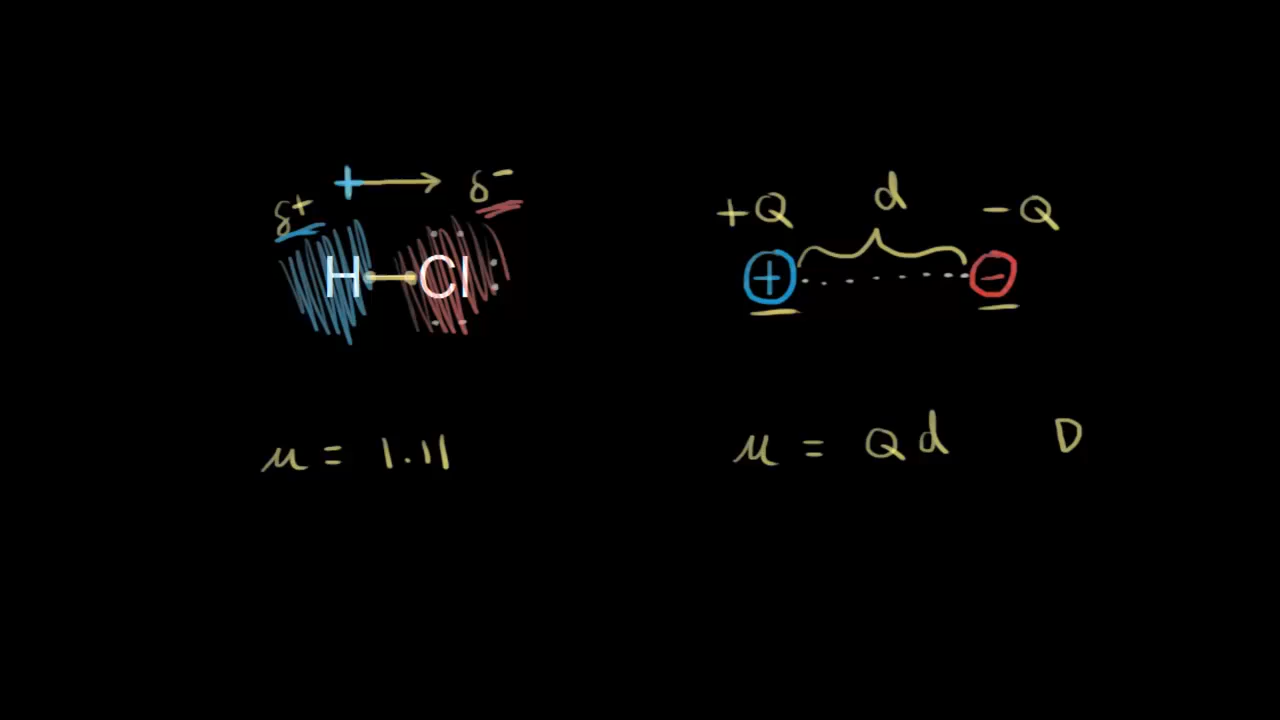 δ+ δ-
H Cl
μ = 1.11
d
+Q -Q
+ -
μ = Qd D